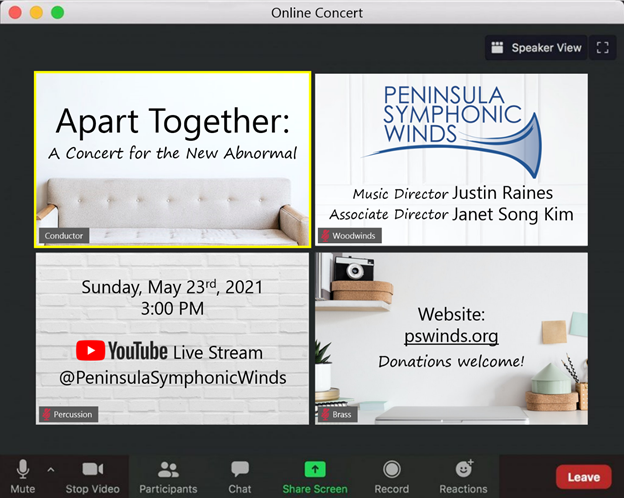 Online Concert
Speaker View
Apart Together:
A Concert for the New Abnormal
Conductor
PENINSULA
SYMPHONIC
WINDS
Music Director Justin Raines
Associate Director Janet Song Kim
Woodwinds
Sunday, May 23rd, 2021
3:00 PM
YouTube Live Stream
@PeninsulaSymphonicWinds
Percussion
Website:
pswinds.org
Donations welcome!
Brass
Mute Stop Video Participants Chat Share Screen Record Reactions Leave